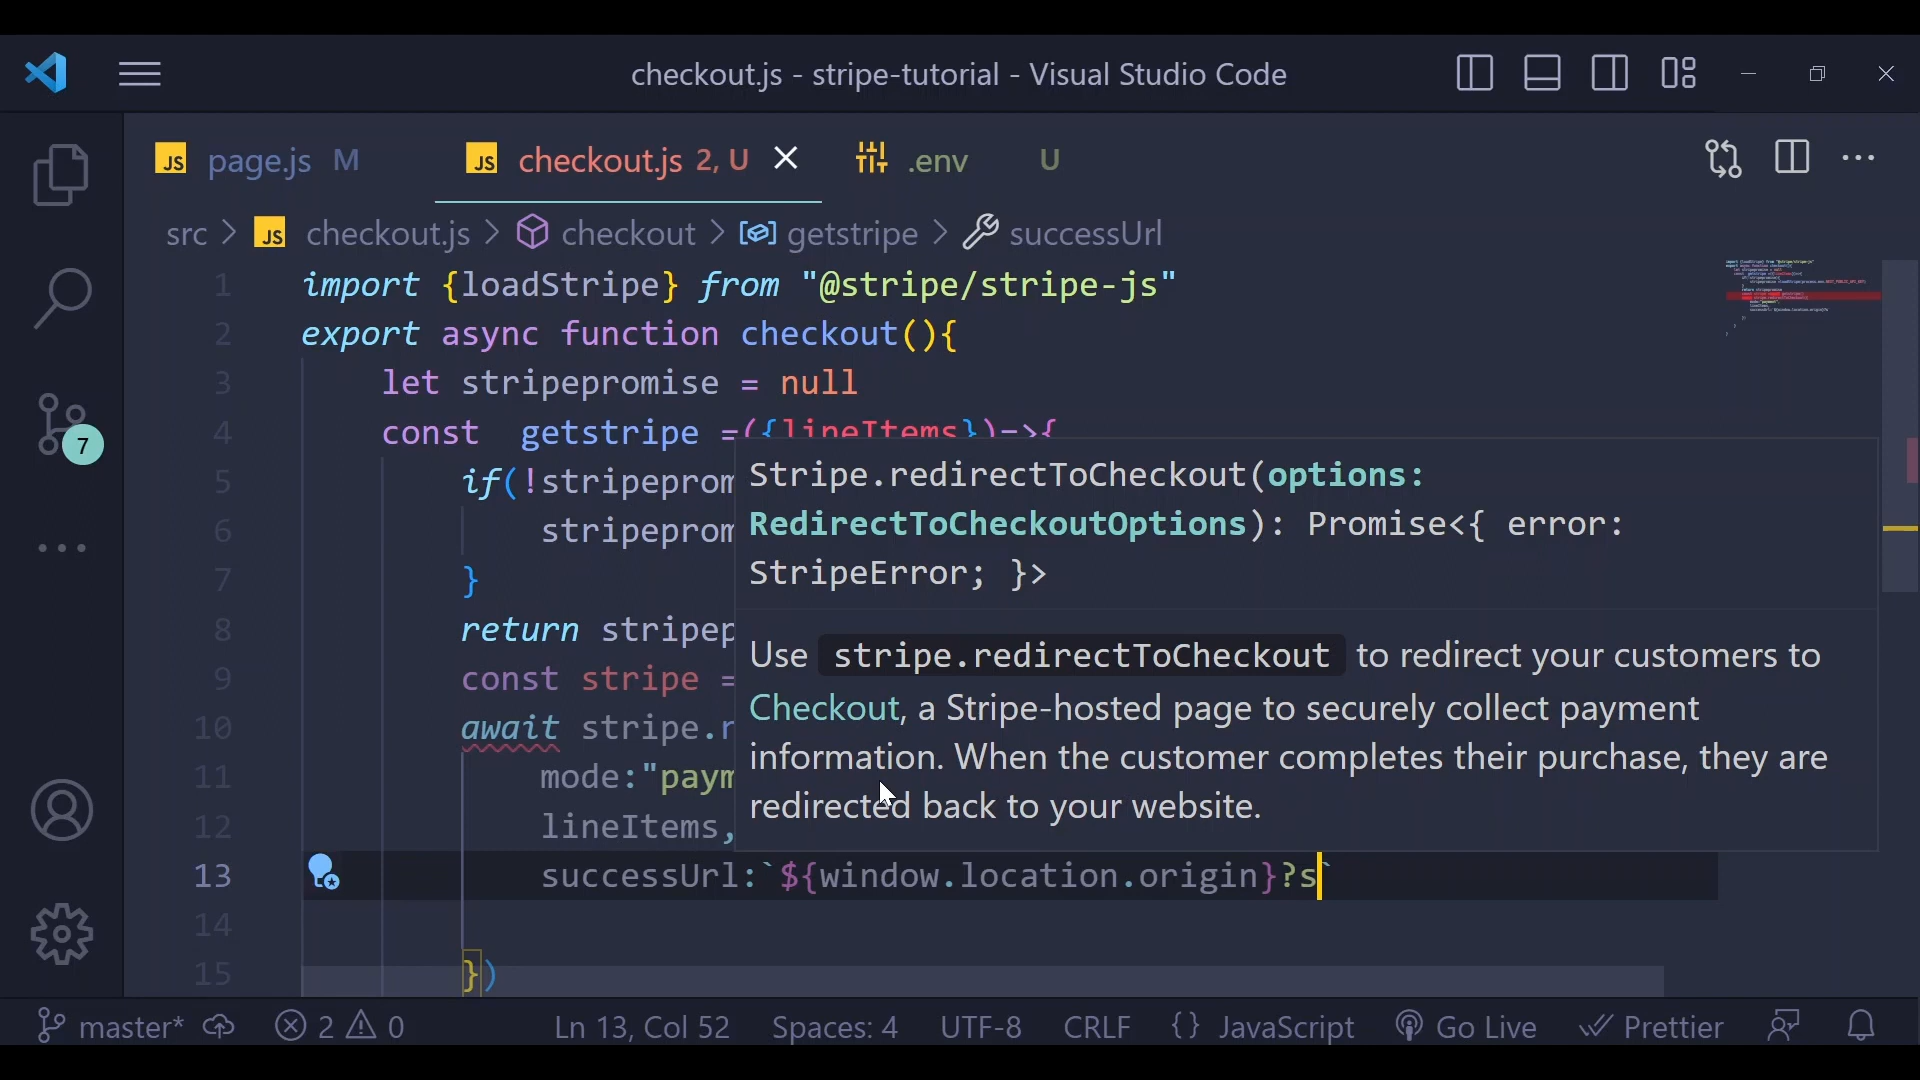 checkout.js - stripe-tutorial - Visual Studio Code
JS page.js M JS checkout.js 2, U .env U
src > JS checkout.js > checkout > getstripe > successUrl
1 import {loadStripe} from "@stripe/stripe-js"
2 export async function checkout(){
3 let stripepromise = null
4 const getstripe =({lineItems})=>{
5 if(!stripeprom
6 stripeprom
7 }
8 return stripep
9 const stripe =
10 await stripe.r
11 mode:"paym
12 lineItems,
13 successUrl:`${window.location.origin}?s`
14
15 })
Stripe.redirectToCheckout(options:
RedirectToCheckoutOptions): Promise<{ error:
StripeError; }>
Use stripe.redirectToCheckout to redirect your customers to
Checkout, a Stripe-hosted page to securely collect payment
information. When the customer completes their purchase, they are
redirected back to your website.
7
master* 2 0 Ln 13, Col 52 Spaces: 4 UTF-8 CRLF {} JavaScript Go Live Prettier